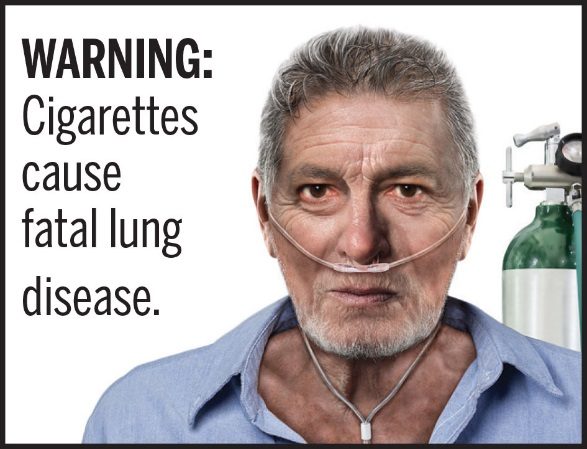 WARNING:
Cigarettes
cause
fatal lung
disease.